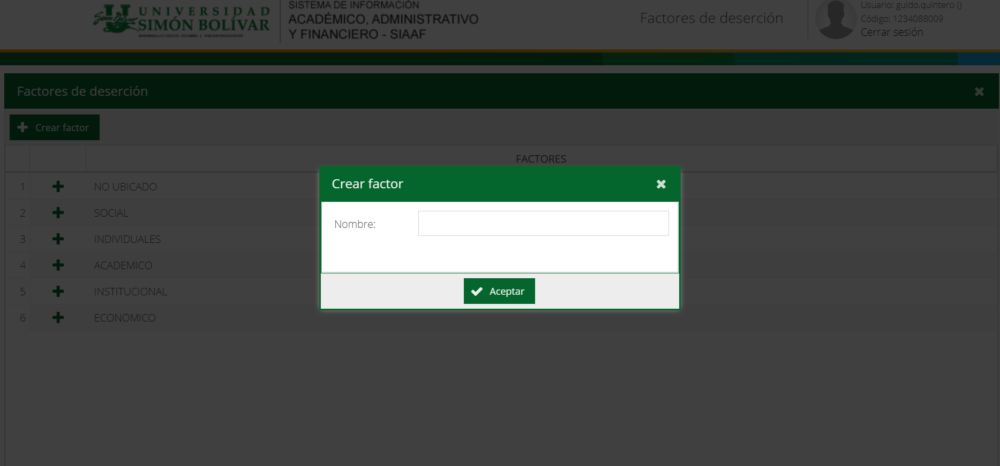 UNIVERSIDAD
SIMÓN BOLÍVAR
SISTEMA DE INFORMACIÓN
ACADÉMICO, ADMINISTRATIVO
Y FINANCIERO - SIAAF
Factores de deserción
Usuario: guido.quintero ()
Código: 1234088009
Cerrar sesión
Factores de deserción
Crear factor
FACTORES
1 NO UBICADO
2 SOCIAL
3 INDIVIDUALES
4 ACADEMICO
5 INSTITUCIONAL
6 ECONOMICO
Crear factor
Nombre:
Aceptar